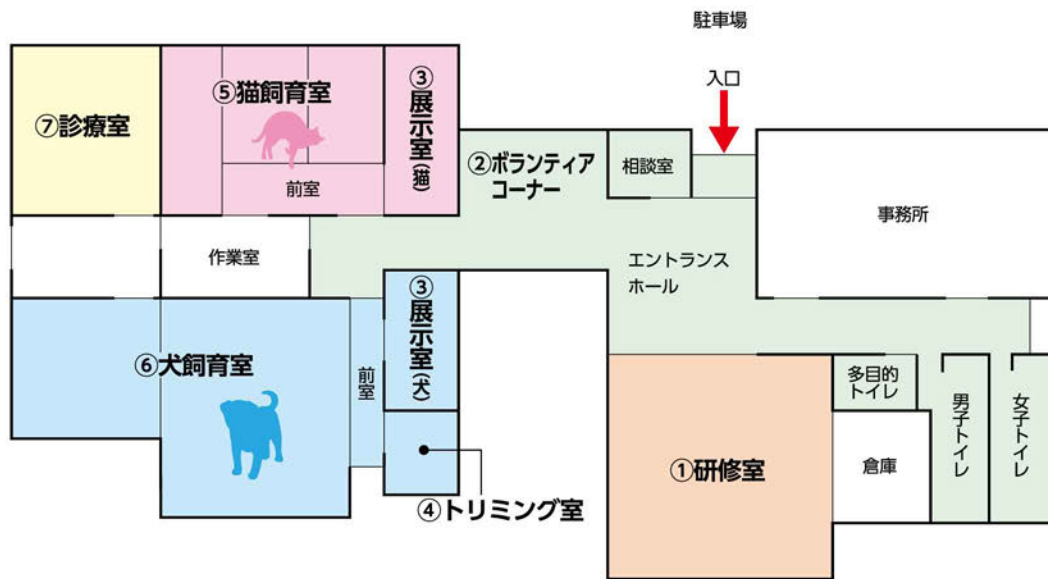 駐車場
入口
⑤猫飼育室
③展示室(猫)
⑦診療室
②ボランティア
コーナー
相談室
前室
事務所
作業室
エントランス
ホール
③展示室(犬)
⑥犬飼育室
前室
多目的
トイレ
男子トイレ
女子トイレ
①研修室
倉庫
④トリミング室